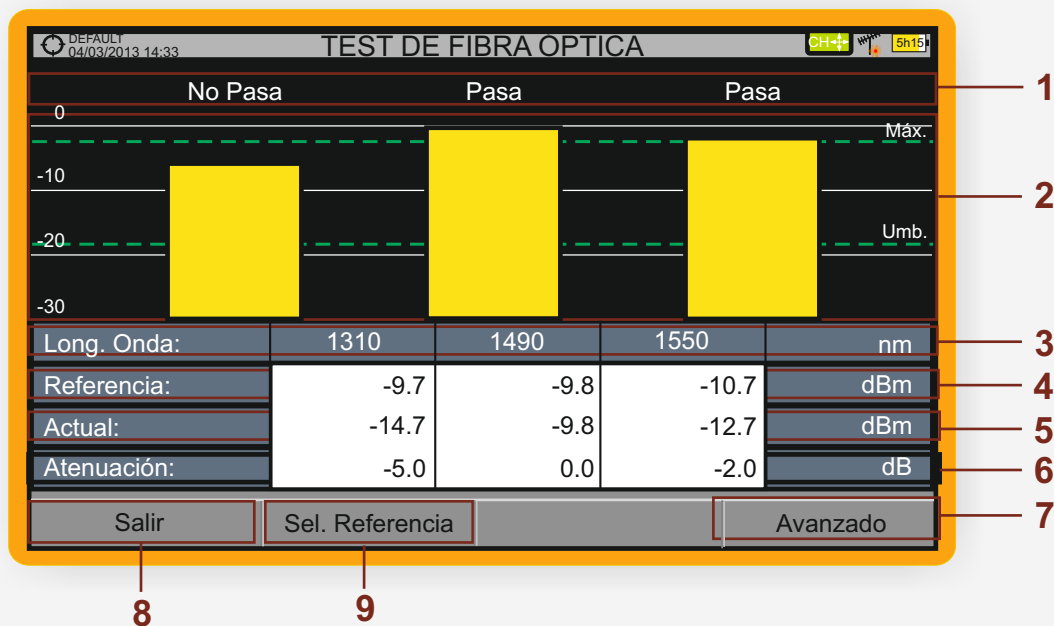 DEFAULT
04/03/2013 14:33
TEST DE FIBRA ÓPTICA
CH
5h15
No Pasa Pasa Pasa
1
0
Máx.
-10
2
-20
Umb.
-30
Long. Onda: 1310 1490 1550 nm
3
Referencia: -9.7 -9.8 -10.7 dBm
4
Actual: -14.7 -9.8 -12.7 dBm
5
Atenuación: -5.0 0.0 -2.0 dB
6
Salir Sel. Referencia Avanzado
7
8
9